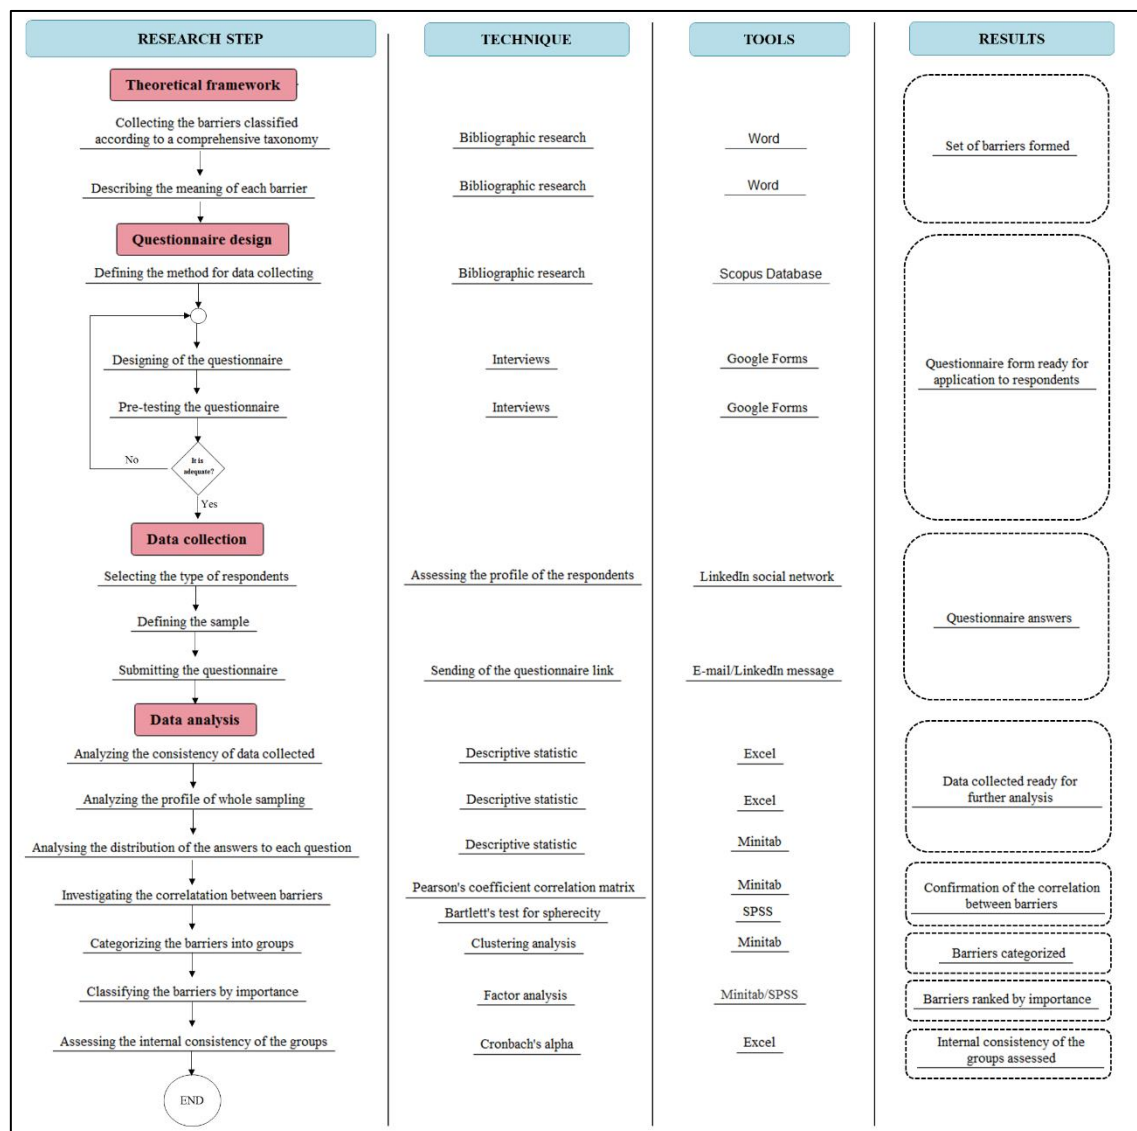 RESEARCH STEP
TECHNIQUE
TOOLS
RESULTS
Theoretical framework
Collecting the barriers classified
according to a comprehensive taxonomy
Bibliographic research
Word
Set of barriers formed
Describing the meaning of each barrier
Bibliographic research
Word
Questionnaire design
Defining the method for data collecting
Bibliographic research
Scopus Database
Designing of the questionnaire
Interviews
Google Forms
Questionnaire form ready for
application to respondents
Pre-testing the questionnaire
Interviews
Google Forms
No
It is
adequate?
Yes
Data collection
Selecting the type of respondents
Assessing the profile of the respondents
LinkedIn social network
Defining the sample
Questionnaire answers
Submitting the questionnaire
Sending of the questionnaire link
E-mail/LinkedIn message
Data analysis
Analyzing the consistency of data collected
Descriptive statistic
Excel
Data collected ready for
further analysis
Analyzing the profile of whole sampling
Descriptive statistic
Excel
Analysing the distribution of the answers to each question
Descriptive statistic
Minitab
Investigating the correlatation between barriers
Pearson's coefficient correlation matrix
Minitab
Confirmation of the correlation
between barriers
Bartlett's test for spherecity
SPSS
Categorizing the barriers into groups
Clustering analysis
Minitab
Barriers categorized
Classifying the barriers by importance
Factor analysis
Minitab/SPSS
Barriers ranked by importance
Assessing the internal consistency of the groups
Cronbach's alpha
Excel
Internal consistency of the
groups assessed
END